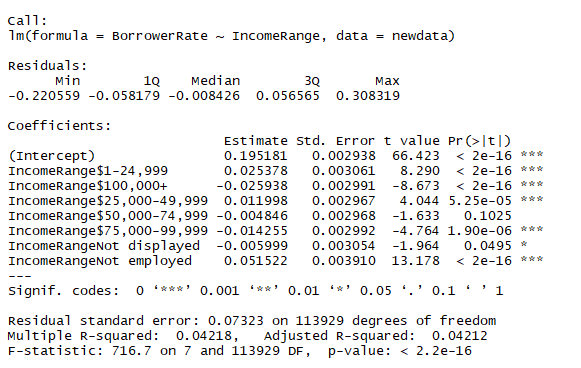 Call:
lm(formula = BorrowerRate ~ IncomeRange, data = newdata)
Residuals:
Min 1Q Median 3Q Max
-0.220559 -0.058179 -0.008426 0.056565 0.308319
Coefficients:
Estimate Std. Error t value Pr(>|t|)
(Intercept) 0.195181 0.002938 66.423 < 2e-16 ***
IncomeRange$1-24,999 0.025378 0.003061 8.290 < 2e-16 ***
IncomeRange$100,000+ -0.025938 0.002991 -8.673 < 2e-16 ***
IncomeRange$25,000-49,999 0.011998 0.002967 4.044 5.25e-05 ***
IncomeRange$50,000-74,999 -0.004846 0.002968 -1.633 0.1025
IncomeRange$75,000-99,999 -0.014255 0.002992 -4.764 1.90e-06 ***
IncomeRangeNot displayed -0.005999 0.003054 -1.964 0.0495 *
IncomeRangeNot employed 0.051522 0.003910 13.178 < 2e-16 ***
---
Signif. codes: 0 ‘***’ 0.001 ‘**’ 0.01 ‘*’ 0.05 ‘.’ 0.1 ‘ ’ 1
Residual standard error: 0.07323 on 113929 degrees of freedom
Multiple R-squared: 0.04218, Adjusted R-squared: 0.04212
F-statistic: 716.7 on 7 and 113929 DF, p-value: < 2.2e-16